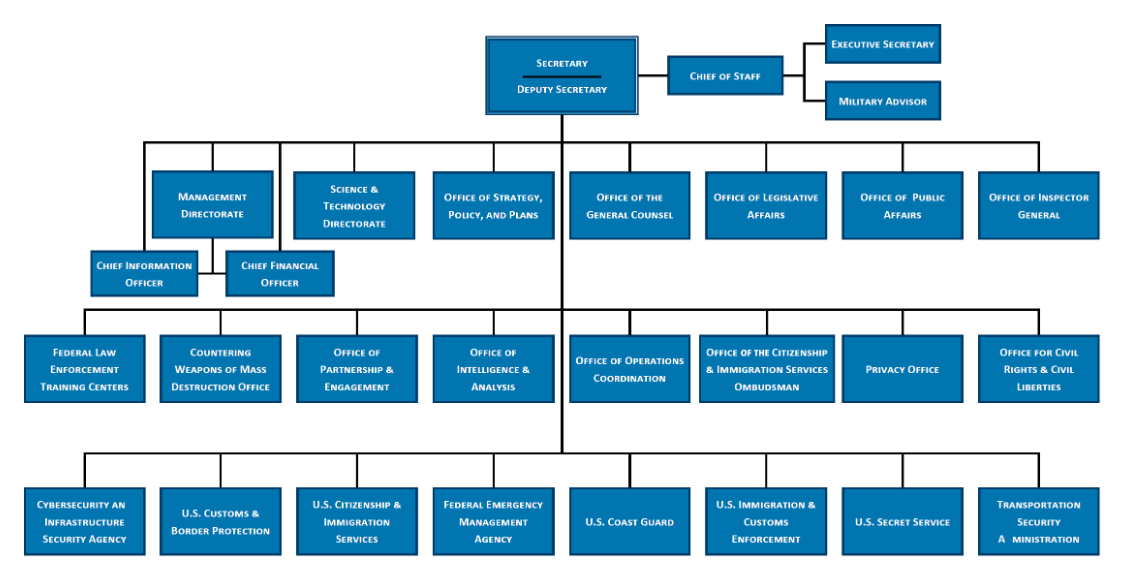 SECRETARY
DEPUTY SECRETARY
CHIEF OF STAFF
EXECUTIVE SECRETARY
MILITARY ADVISOR
MANAGEMENT
DIRECTORATE
SCIENCE &
TECHNOLOGY
DIRECTORATE
OFFICE OF STRATEGY,
POLICY, AND PLANS
OFFICE OF THE
GENERAL COUNSEL
OFFICE OF LEGISLATIVE
AFFAIRS
OFFICE OF PUBLIC
AFFAIRS
OFFICE OF INSPECTOR
GENERAL
CHIEF INFORMATION
OFFICER
CHIEF FINANCIAL
OFFICER
FEDERAL LAW
ENFORCEMENT
TRAINING CENTERS
COUNTERING
WEAPONS OF MASS
DESTRUCTION OFFICE
OFFICE OF
PARTNERSHIP &
ENGAGEMENT
OFFICE OF
INTELLIGENCE &
ANALYSIS
OFFICE OF OPERATIONS
COORDINATION
OFFICE OF THE CITIZENSHIP
& IMMIGRATION SERVICES
OMBUDSMAN
PRIVACY OFFICE
OFFICE FOR CIVIL
RIGHTS & CIVIL
LIBERTIES
CYBERSECURITY AN
INFRASTRUCTURE
SECURITY AGENCY
U.S. CUSTOMS &
BORDER PROTECTION
U.S. CITIZENSHIP &
IMMIGRATION
SERVICES
FEDERAL EMERGENCY
MANAGEMENT
AGENCY
U.S. COAST GUARD
U.S. IMMIGRATION &
CUSTOMS
ENFORCEMENT
U.S. SECRET SERVICE
TRANSPORTATION
SECURITY
A MINISTRATION